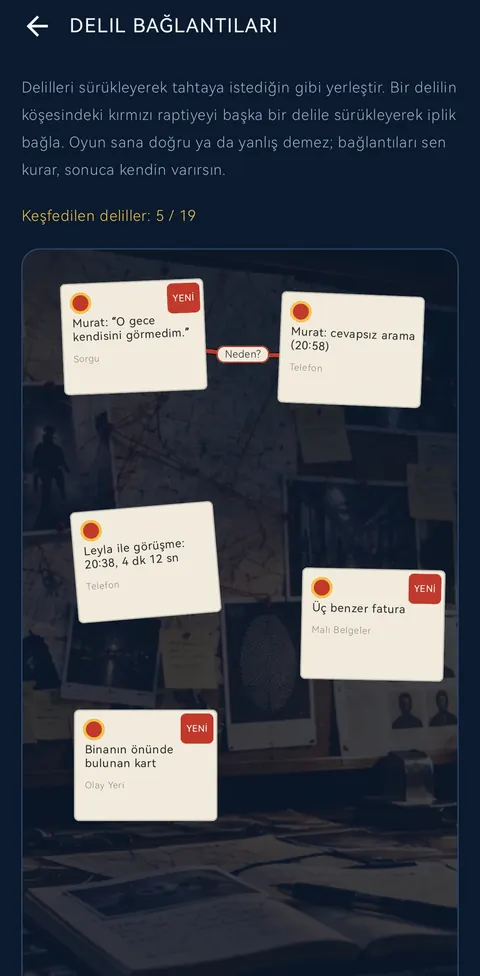 DELIL BAĞLANTILARI
Delilleri sürükleyerek tahtaya istediğin gibi yerleştir. Bir delilin
köşesindeki kırmızı raptiyeyi başka bir delile sürükleyerek iplik
bağla. Oyun sana doğru ya da yanlış demez; bağlantıları sen
kurar, sonuca kendin varırsın.
Keşfedilen deliller: 5 / 19
YENİ
Murat: “O gece
kendisini görmedim.”
Sorgu
Neden?
Murat: cevapsız arama
(20:58)
Telefon
Leyla ile görüşme:
20:38, 4 dk 12 sn
Telefon
YENİ
Üç benzer fatura
Mali Belgeler
YENİ
Binanın önünde
bulunan kart
Olay Yeri